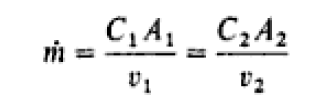 ṁ = C₁A₁/v₁ = C₂A₂/v₂